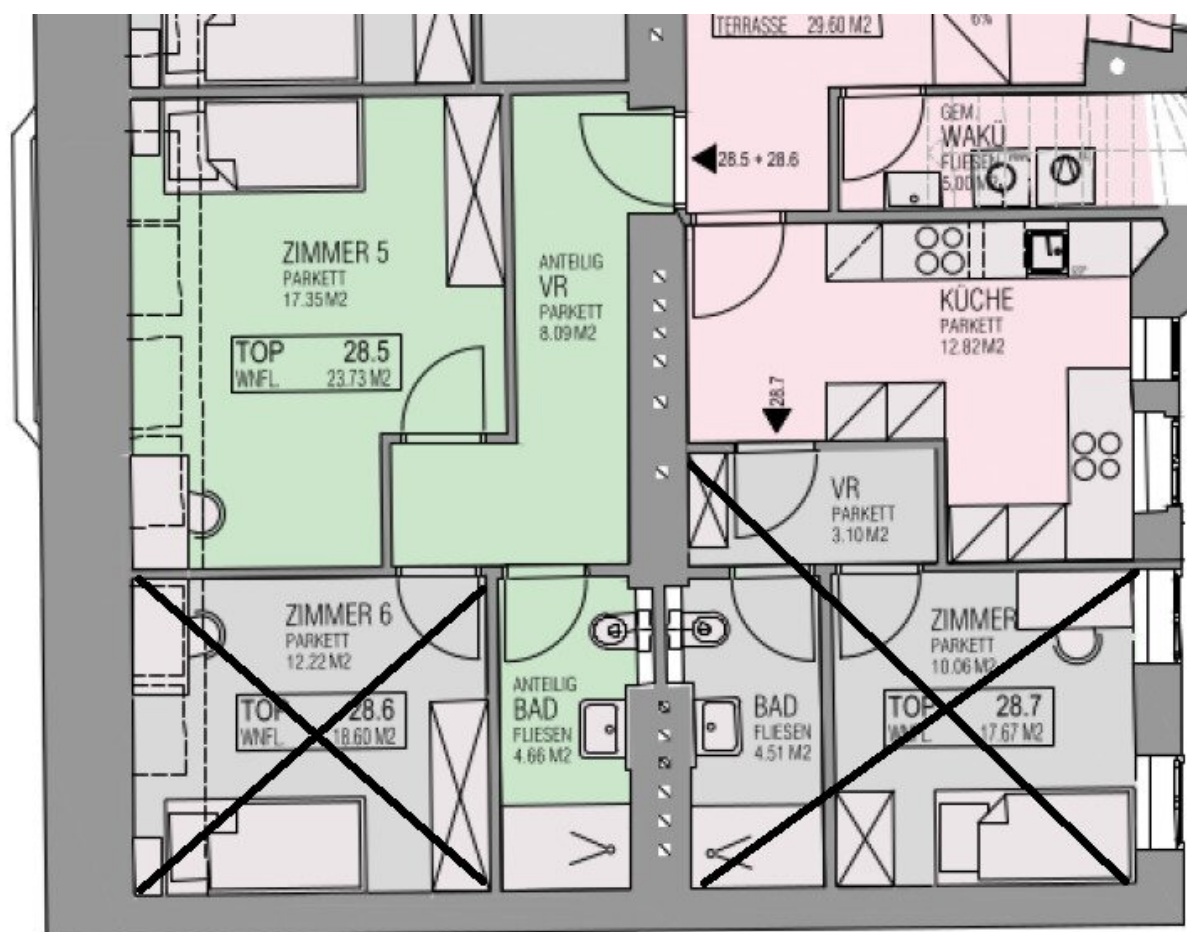 TERRASSE 29.60 M2
6%
GEM.
WAKÜ
FLIESEN
5.00 M2
28.5 + 28.6
ZIMMER 5
PARKETT
17.35 M2
TOP 28.5
WNFL. 23.73 M2
ANTEILIG
VR
PARKETT
8.09 M2
KÜCHE
PARKETT
12.82 M2
28.7
VR
PARKETT
3.10 M2
ZIMMER 6
PARKETT
12.22 M2
TOP 28.6
WNFL. 18.60 M2
ANTEILIG
BAD
FLIESEN
4.66 M2
BAD
FLIESEN
4.51 M2
ZIMMER
PARKETT
10.06 M2
TOP 28.7
WNFL. 17.67 M2